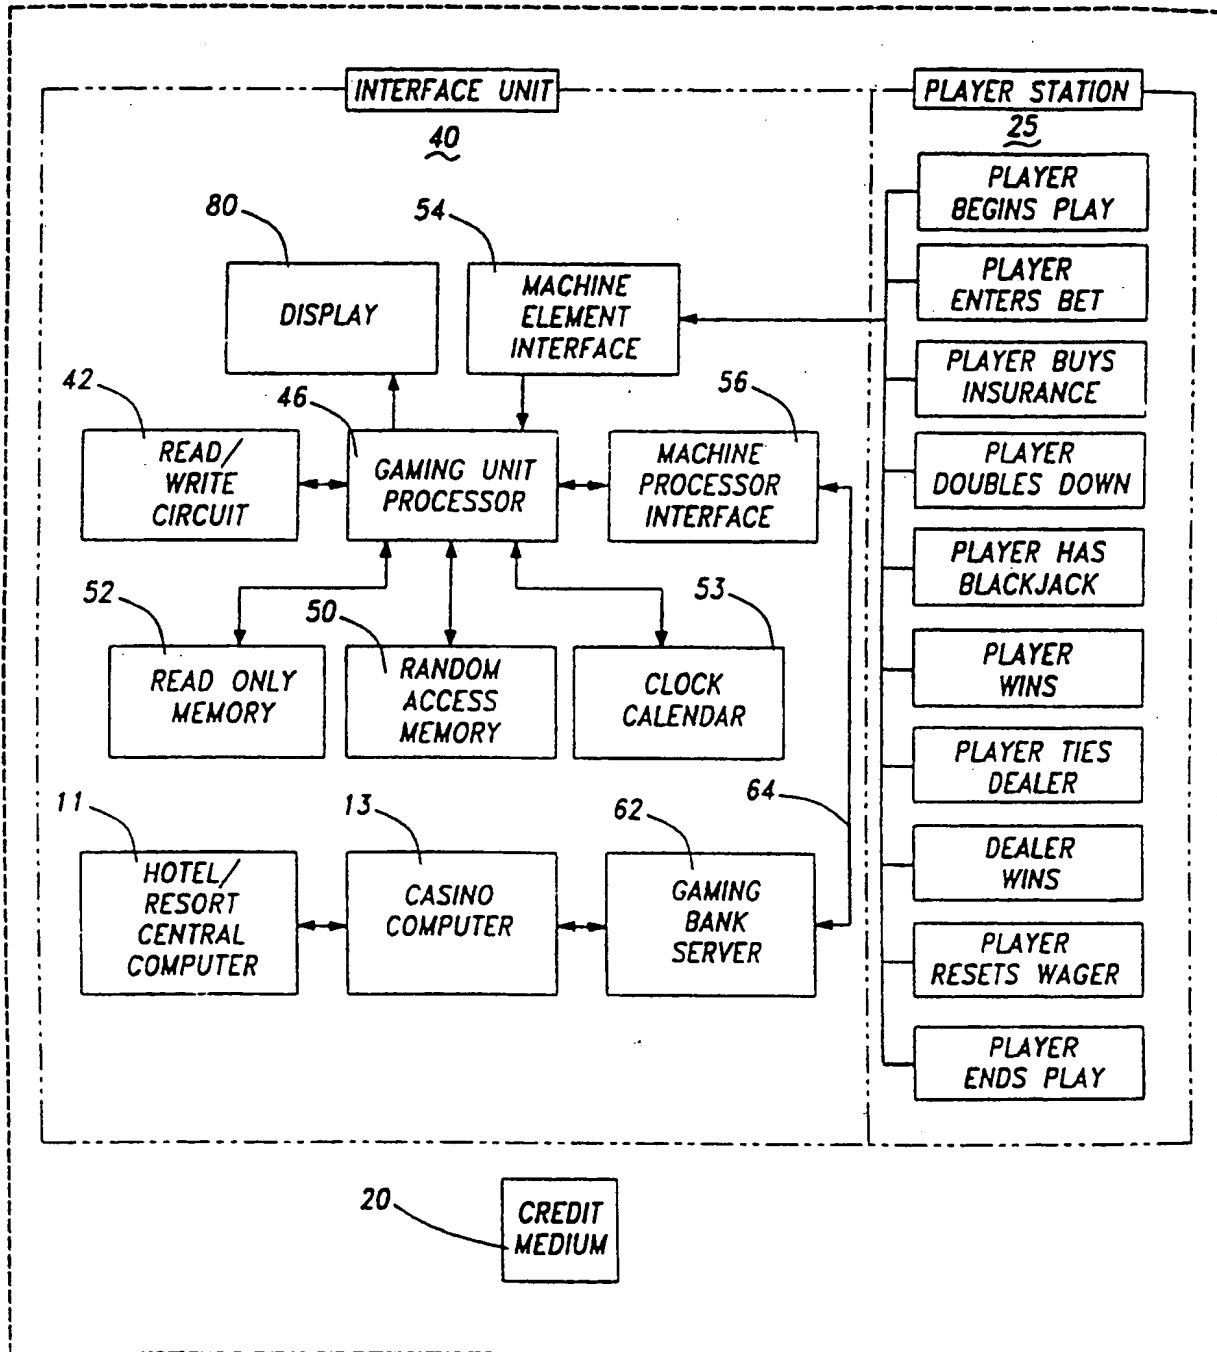 INTERFACE UNIT
40
PLAYER STATION
25
80
DISPLAY
54
MACHINE
ELEMENT
INTERFACE
42
READ/
WRITE
CIRCUIT
46
GAMING UNIT
PROCESSOR
56
MACHINE
PROCESSOR
INTERFACE
52
READ ONLY
MEMORY
50
RANDOM
ACCESS
MEMORY
53
CLOCK
CALENDAR
11
HOTEL/
RESORT
CENTRAL
COMPUTER
13
CASINO
COMPUTER
62
GAMING
BANK
SERVER
64
PLAYER
BEGINS PLAY
PLAYER
ENTERS BET
PLAYER BUYS
INSURANCE
PLAYER
DOUBLES DOWN
PLAYER HAS
BLACKJACK
PLAYER
WINS
PLAYER TIES
DEALER
DEALER
WINS
PLAYER
RESETS WAGER
PLAYER
ENDS PLAY
20
CREDIT
MEDIUM